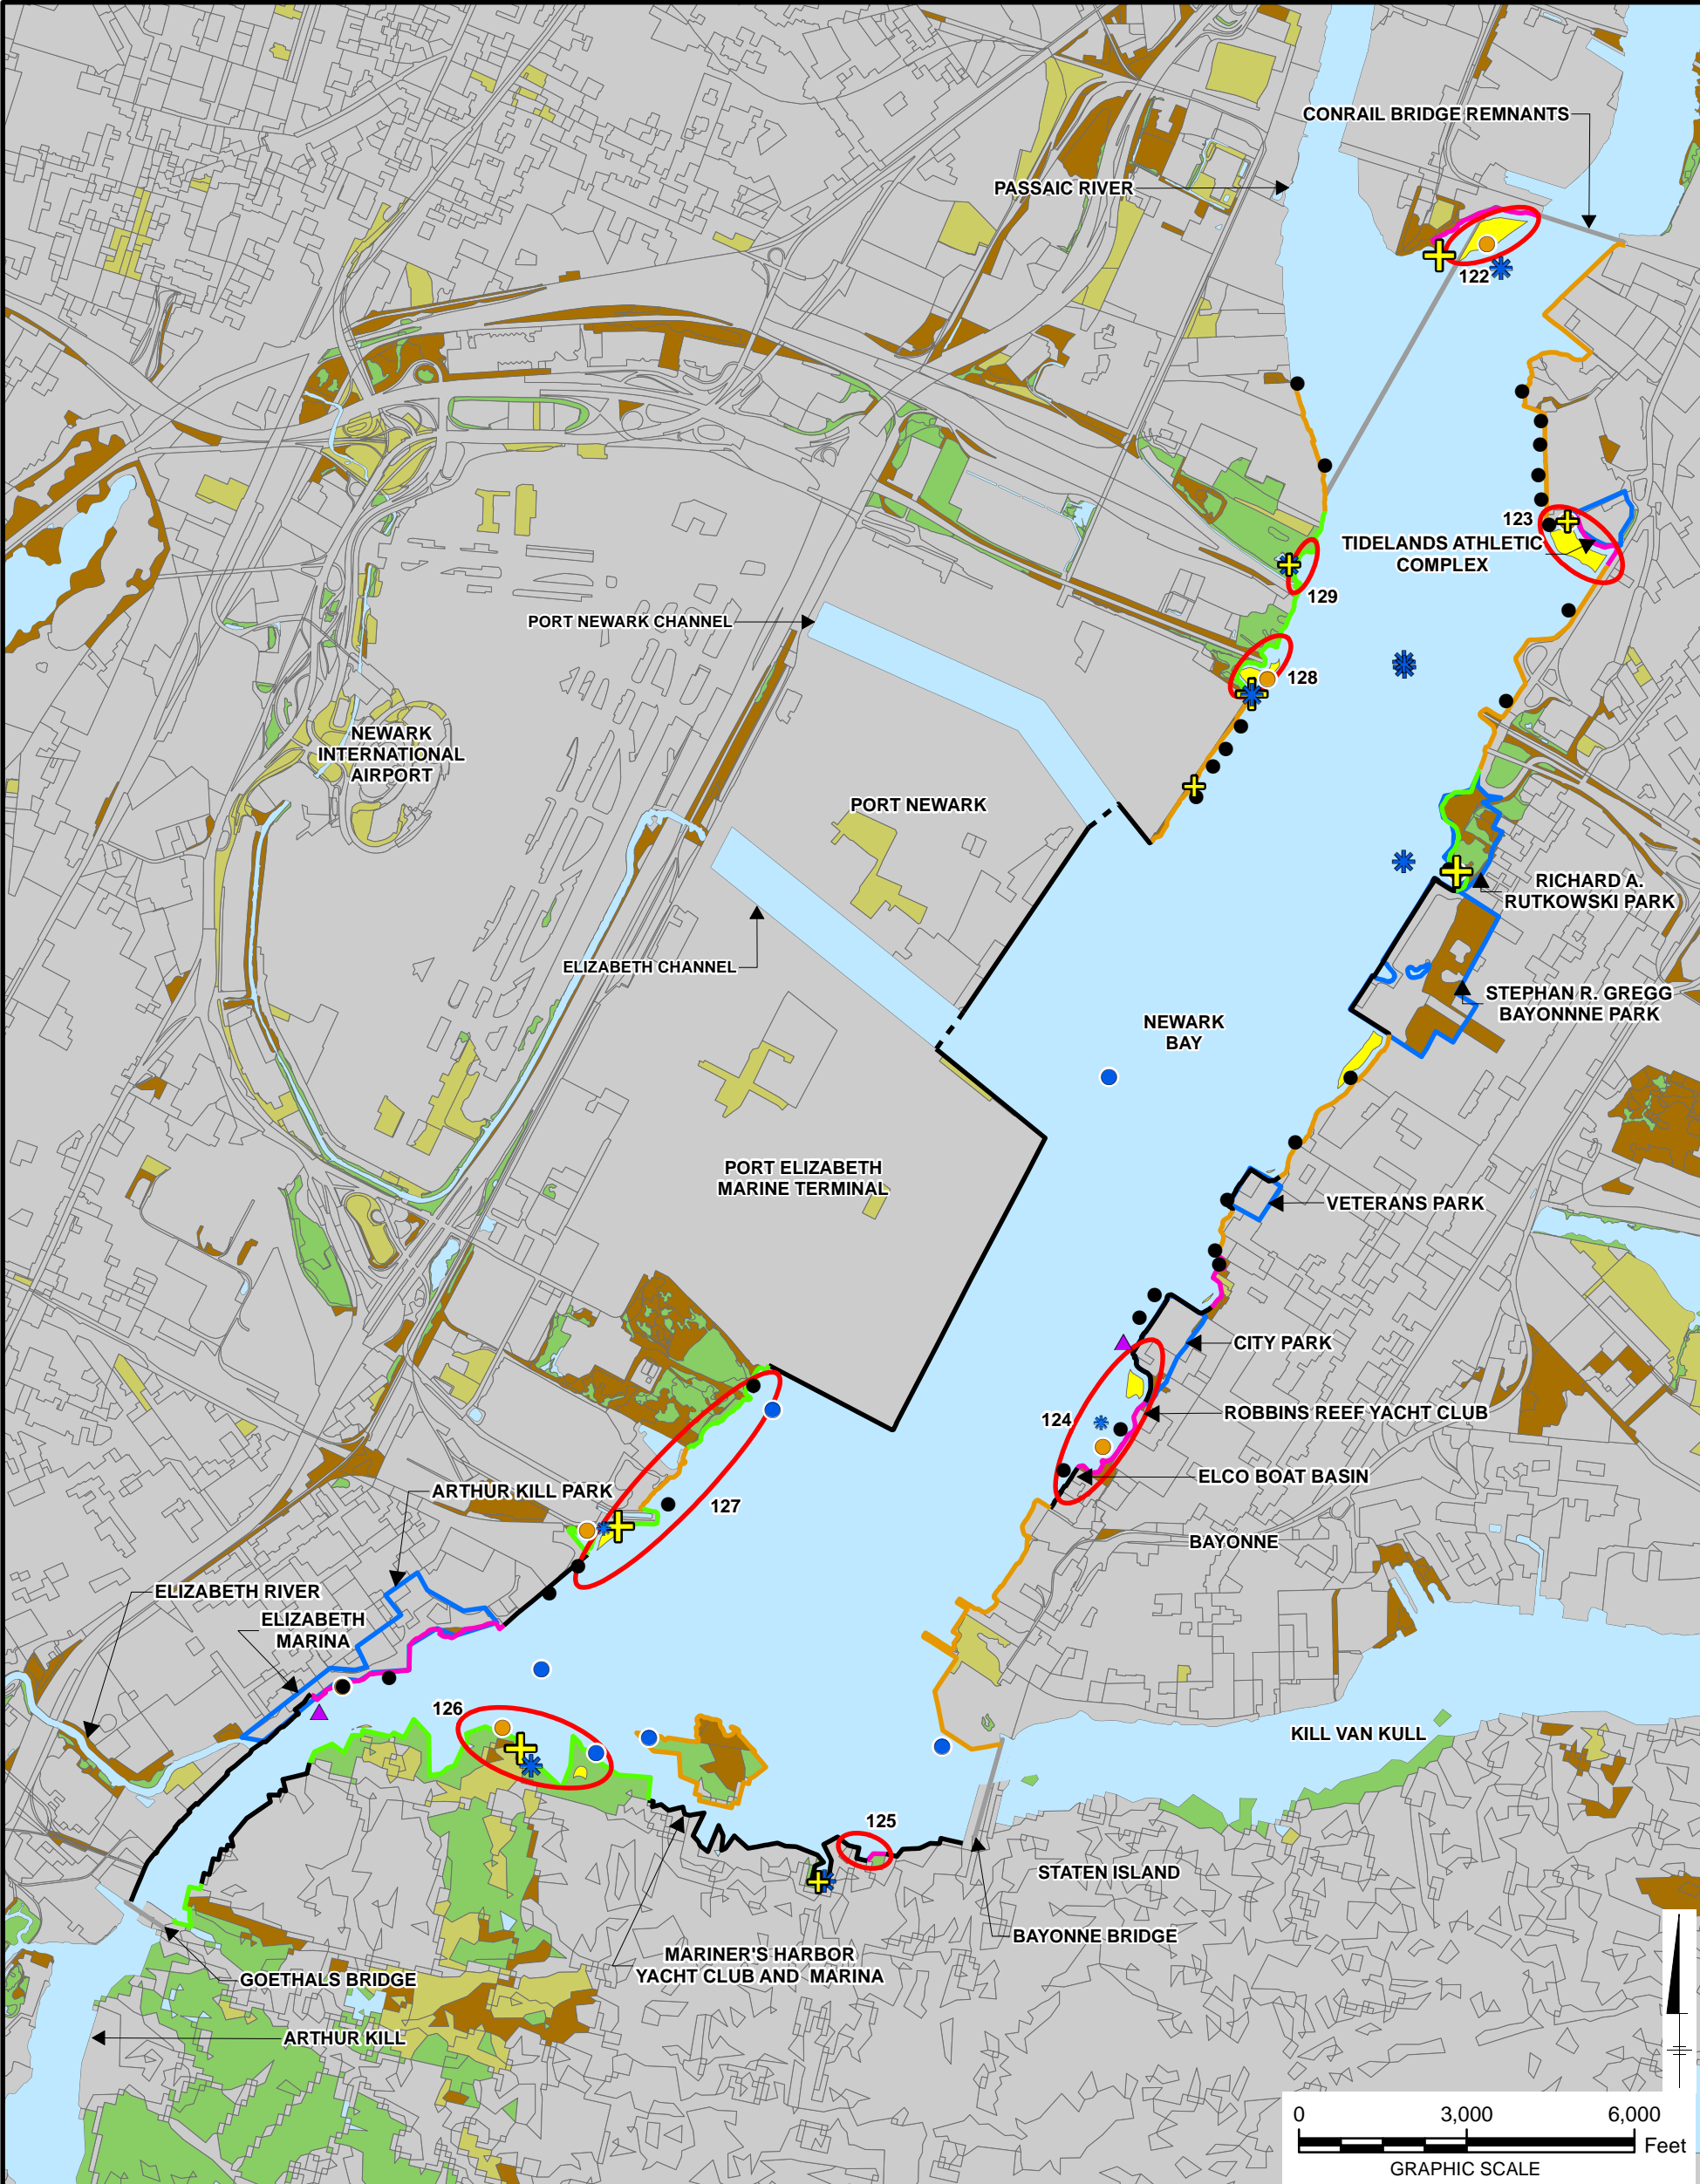 CONRAIL BRIDGE REMNANTS
PASSAIC RIVER
122
123
TIDELANDS ATHLETIC
COMPLEX
129
PORT NEWARK CHANNEL
128
NEWARK
INTERNATIONAL
AIRPORT
PORT NEWARK
RICHARD A.
RUTKOWSKI PARK
ELIZABETH CHANNEL
STEPHAN R. GREGG
BAYONNNE PARK
NEWARK
BAY
PORT ELIZABETH
MARINE TERMINAL
VETERANS PARK
CITY PARK
124
ROBBINS REEF YACHT CLUB
ELCO BOAT BASIN
ARTHUR KILL PARK
127
BAYONNE
ELIZABETH RIVER
ELIZABETH
MARINA
126
KILL VAN KULL
125
STATEN ISLAND
BAYONNE BRIDGE
MARINER'S HARBOR
YACHT CLUB AND MARINA
GOETHALS BRIDGE
ARTHUR KILL
0 3,000 6,000
Feet
GRAPHIC SCALE